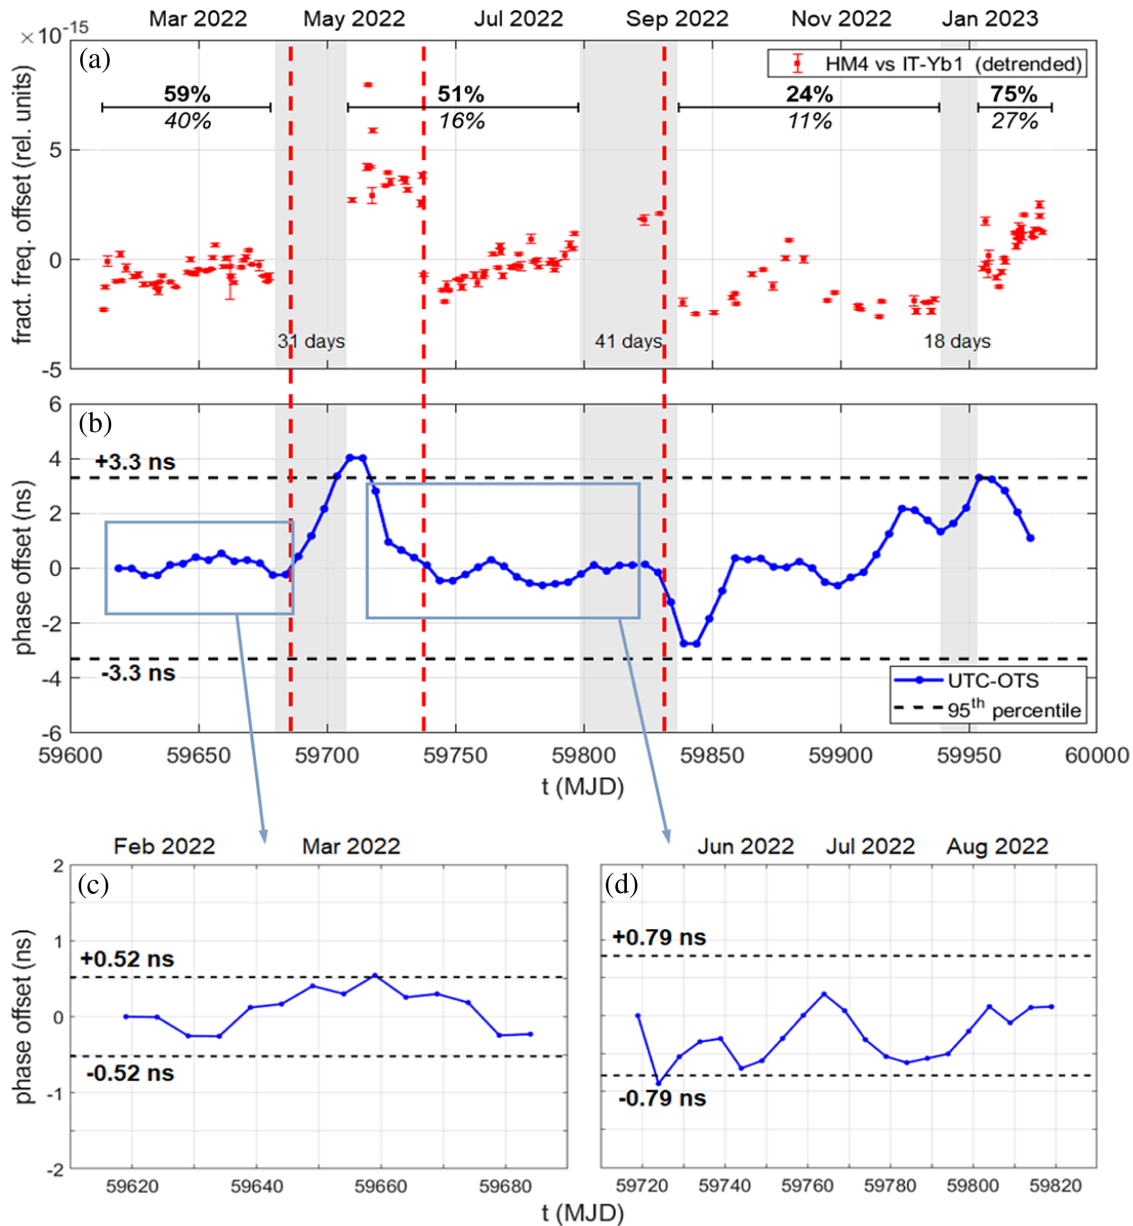 Mar 2022 May 2022 Jul 2022 Sep 2022 Nov 2022 Jan 2023
×10-15
(a)
HM4 vs IT-Yb1 (detrended)
59% 51% 24% 75%
40% 16% 11% 27%
5
0
-5
31 days 41 days 18 days
fract. freq. offset (rel. units)
(b)
6
4
2
0
-2
-4
-6
+3.3 ns
-3.3 ns
UTC-OTS
95th percentile
phase offset (ns)
59600 59650 59700 59750 59800 59850 59900 59950 60000
t (MJD)
Feb 2022 Mar 2022
(c)
2
1
0
-1
-2
+0.52 ns
-0.52 ns
phase offset (ns)
59620 59640 59660 59680
t (MJD)
Jun 2022 Jul 2022 Aug 2022
(d)
+0.79 ns
-0.79 ns
59720 59740 59760 59780 59800 59820
t (MJD)